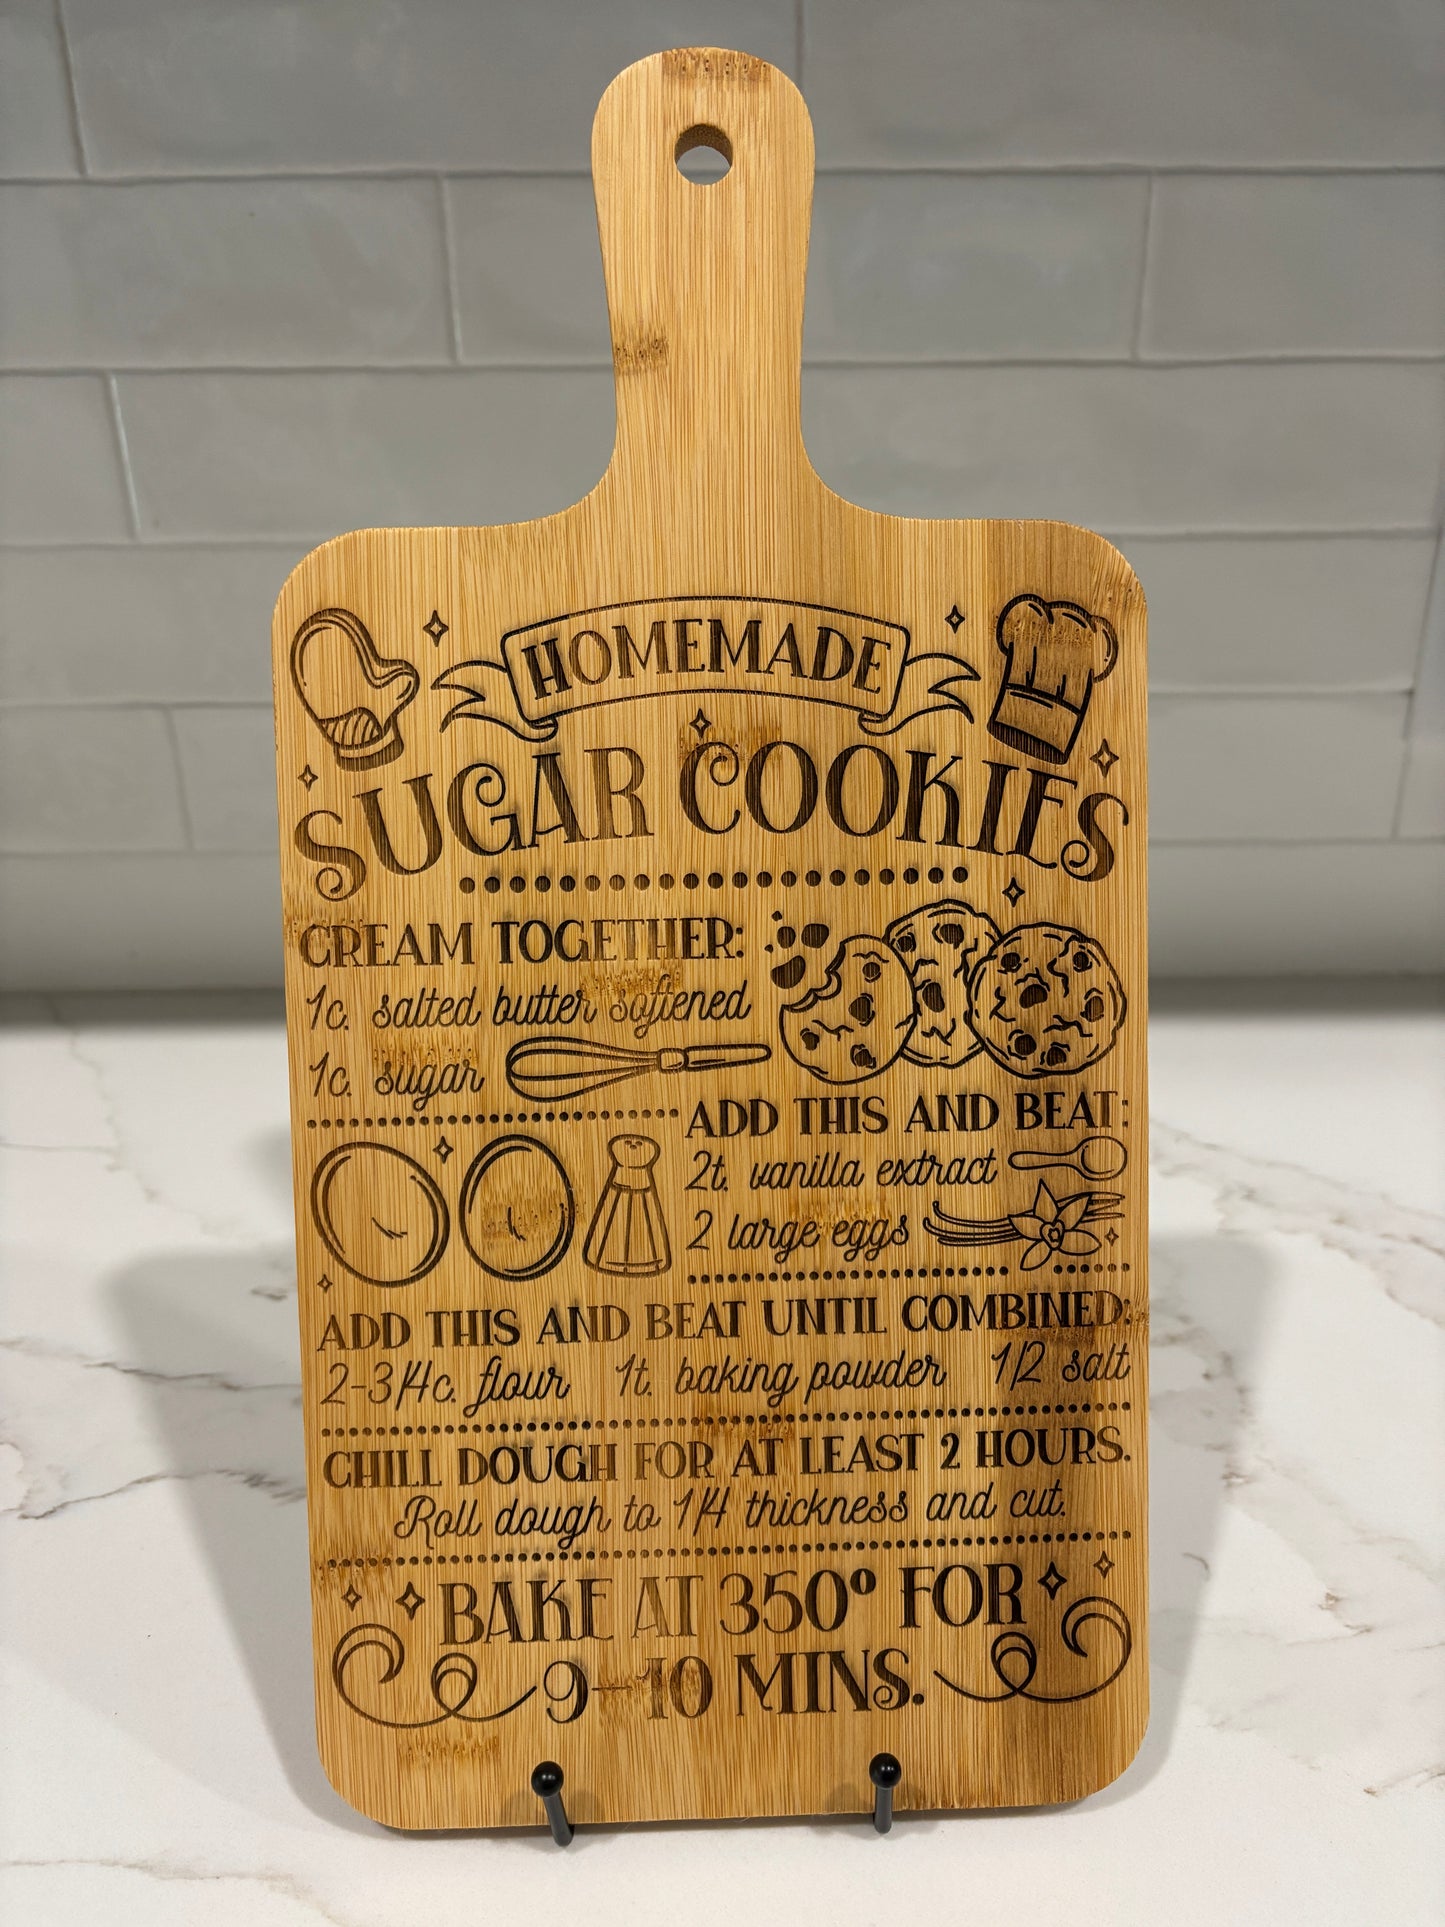 HOMEMADE
SUGAR COOKIES
CREAM TOGETHER:
1c. salted butter softened
1c. sugar
ADD THIS AND BEAT:
2t. vanilla extract
2 large eggs
ADD THIS AND BEAT UNTIL COMBINED:
2-3/4c. flour 1t. baking powder 1/2 salt
CHILL DOUGH FOR AT LEAST 2 HOURS.
Roll dough to 1/4 thickness and cut.
BAKE AT 350° FOR
9-10 MINS.